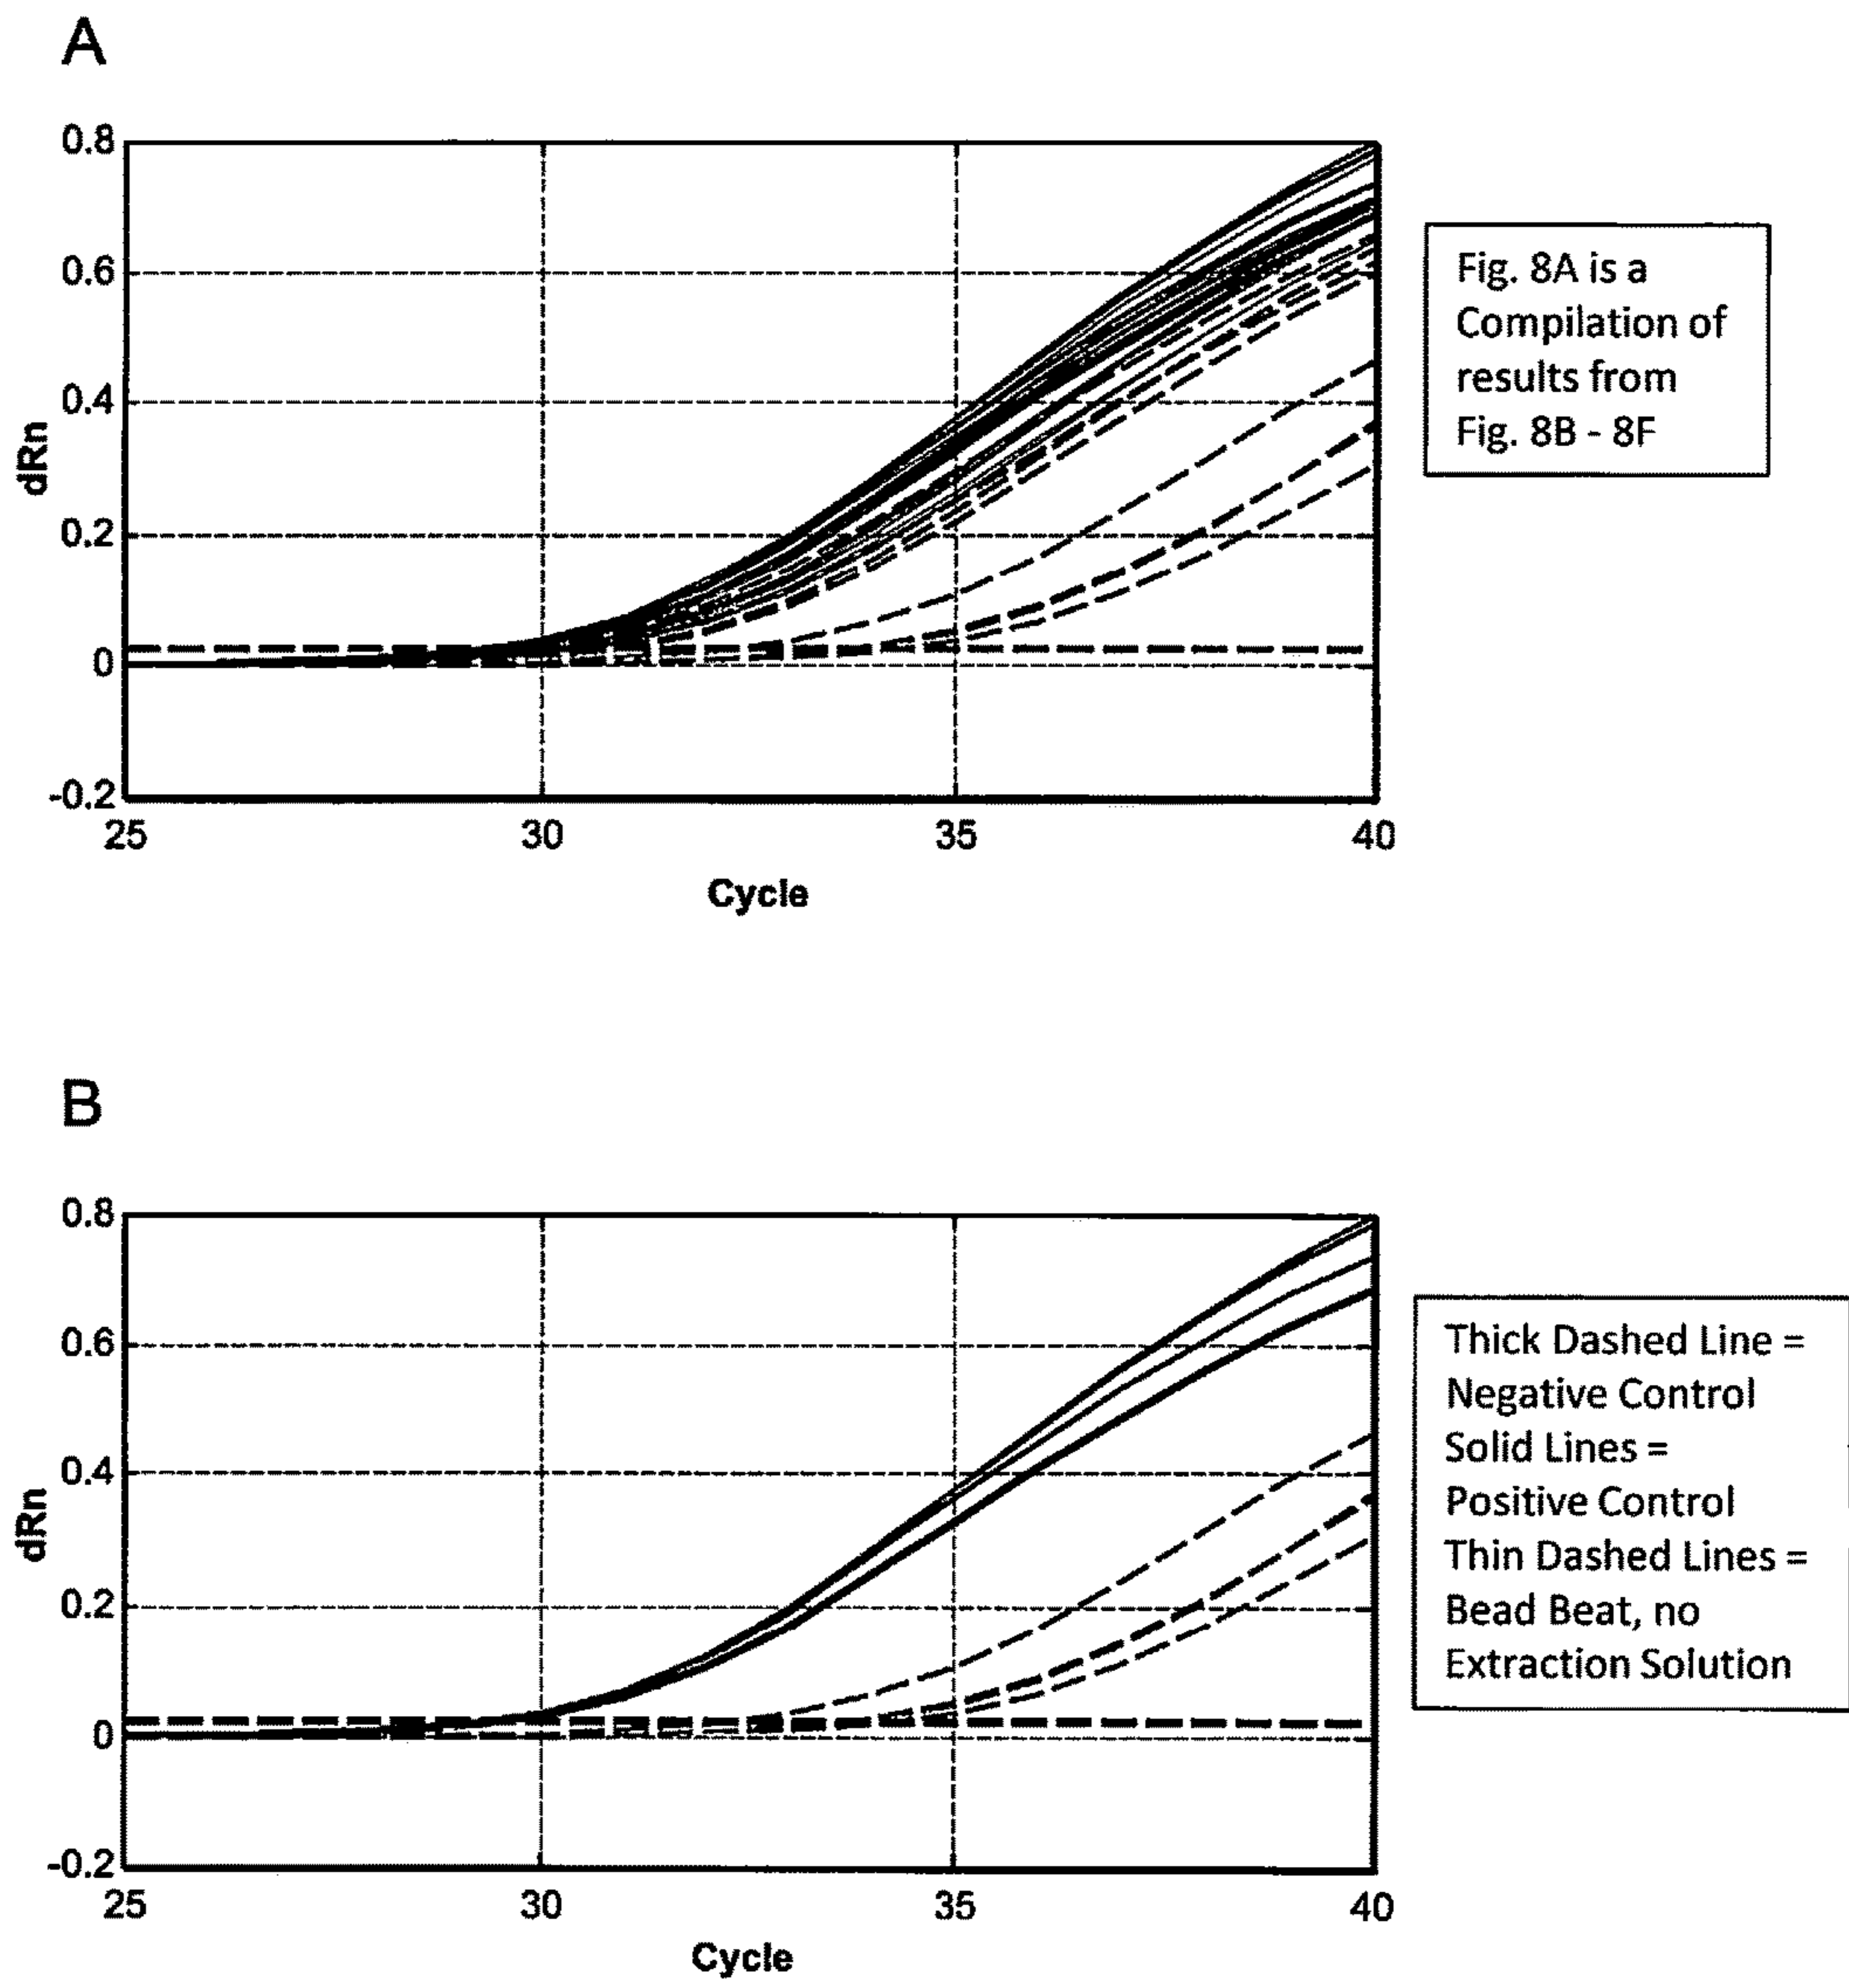 A
0.8
0.6
0.4
0.2
0
-0.2
dRn
25 30 35 40
Cycle
Fig. 8A is a
Compilation of
results from
Fig. 8B - 8F
B
0.8
0.6
0.4
0.2
0
-0.2
dRn
25 30 35 40
Cycle
Thick Dashed Line =
Negative Control
Solid Lines =
Positive Control
Thin Dashed Lines =
Bead Beat, no
Extraction Solution